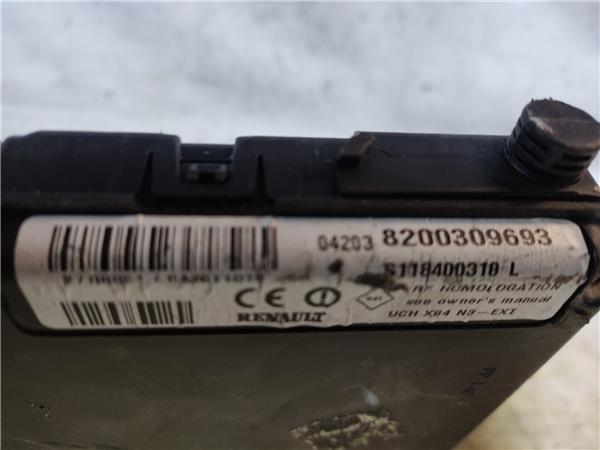 04203 8200309693
S118400310 L
RF HOMOLOGATION
see owner's manual
UCH X84 N3-EXT
CE
RENAULT